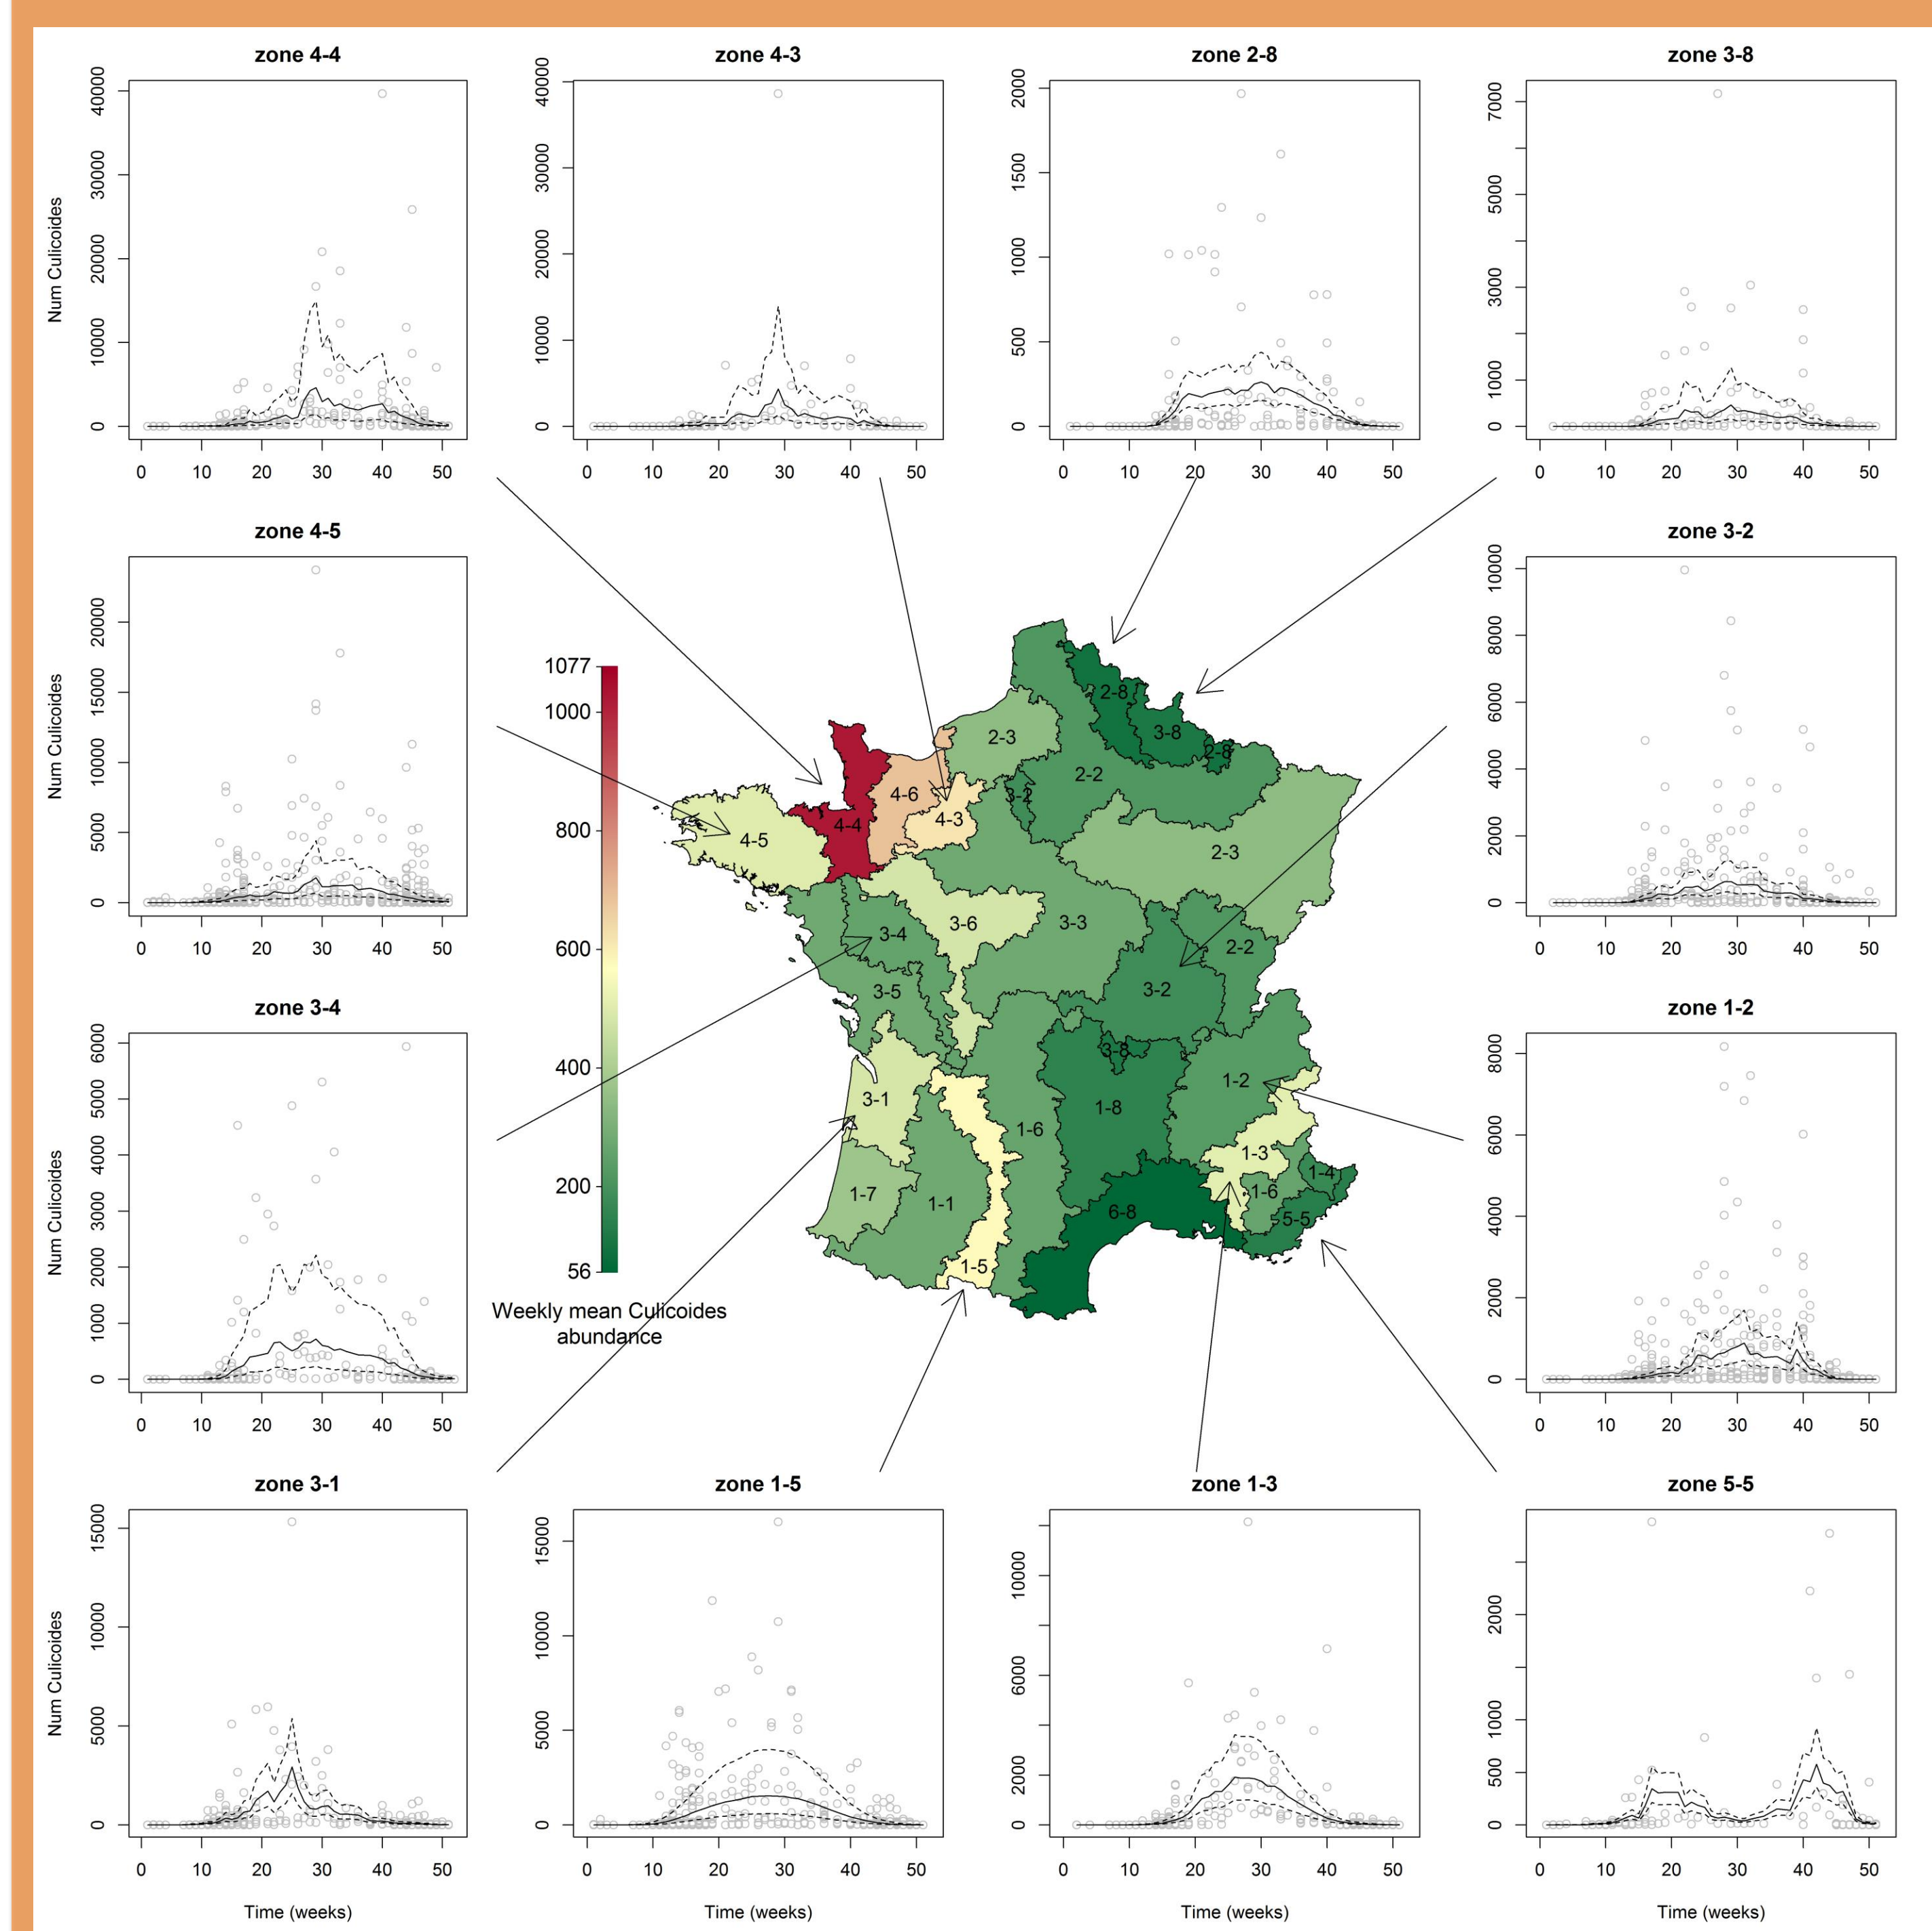 zone 4-4
zone 4-3
zone 2-8
zone 3-8
Num Culicoides
0 10000 20000 30000 40000
0 10 20 30 40 50
0 10000 20000 30000 40000
0 10 20 30 40 50
0 500 1000 1500 2000
0 10 20 30 40 50
0 1000 3000 5000 7000
0 10 20 30 40 50
zone 4-5
Num Culicoides
0 5000 10000 15000 20000
0 10 20 30 40 50
zone 3-2
0 2000 4000 6000 8000 10000
0 10 20 30 40 50
1077
1000
800
600
400
200
56
Weekly mean Culicoides
abundance
2-8
3-8
2-8
2-3
2-2
3-2
4-6
4-3
4-4
4-5
2-3
3-6
3-3
3-4
2-2
3-5
3-2
3-8
1-2
3-1
1-8
1-6
1-3
1-4
1-7
1-1
1-6
6-8
5-5
1-5
zone 3-4
Num Culicoides
0 1000 2000 3000 4000 5000 6000
0 10 20 30 40 50
zone 1-2
0 2000 4000 6000 8000
0 10 20 30 40 50
zone 3-1
zone 1-5
zone 1-3
zone 5-5
Num Culicoides
0 5000 10000 15000
0 10 20 30 40 50
Time (weeks)
0 5000 10000 15000
0 10 20 30 40 50
Time (weeks)
0 2000 6000 10000
0 10 20 30 40 50
Time (weeks)
0 500 1000 2000
0 10 20 30 40 50
Time (weeks)